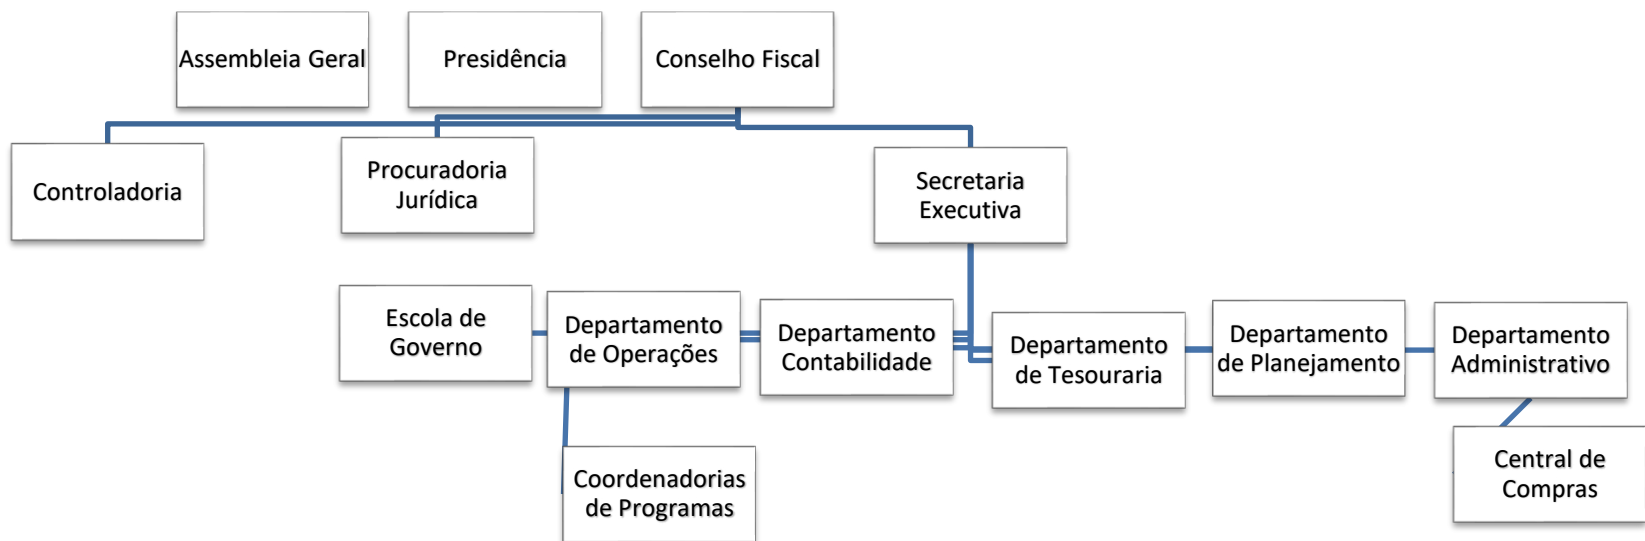 Assembleia Geral
Presidência
Conselho Fiscal
Controladoria
Procuradoria
Jurídica
Secretaria
Executiva
Escola de
Governo
Departamento
de Operações
Departamento
Contabilidade
Departamento
de Tesouraria
Departamento
de Planejamento
Departamento
Administrativo
Coordenadorias
de Programas
Central de
Compras